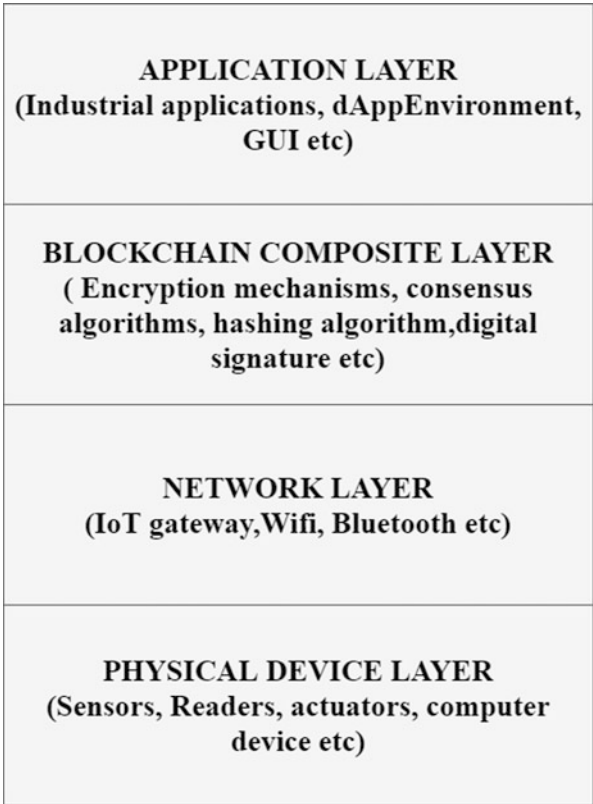 APPLICATION LAYER
(Industrial applications, dAppEnvironment,
GUI etc)
BLOCKCHAIN COMPOSITE LAYER
( Encryption mechanisms, consensus
algorithms, hashing algorithm,digital
signature etc)
NETWORK LAYER
(IoT gateway,Wifi, Bluetooth etc)
PHYSICAL DEVICE LAYER
(Sensors, Readers, actuators, computer
device etc)